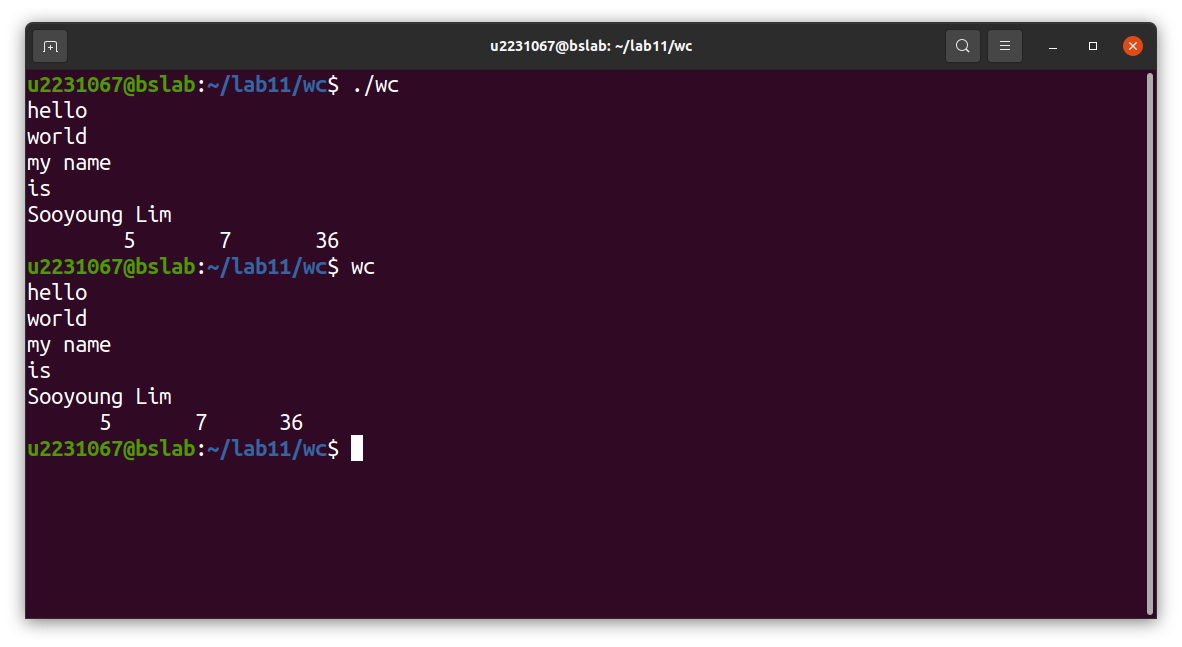 u2231067@bslab: ~/lab11/wc
u2231067@bslab:~/lab11/wc$ ./wc
hello
world
my name
is
Sooyoung Lim
        5       7       36
u2231067@bslab:~/lab11/wc$ wc
hello
world
my name
is
Sooyoung Lim
      5       7      36
u2231067@bslab:~/lab11/wc$